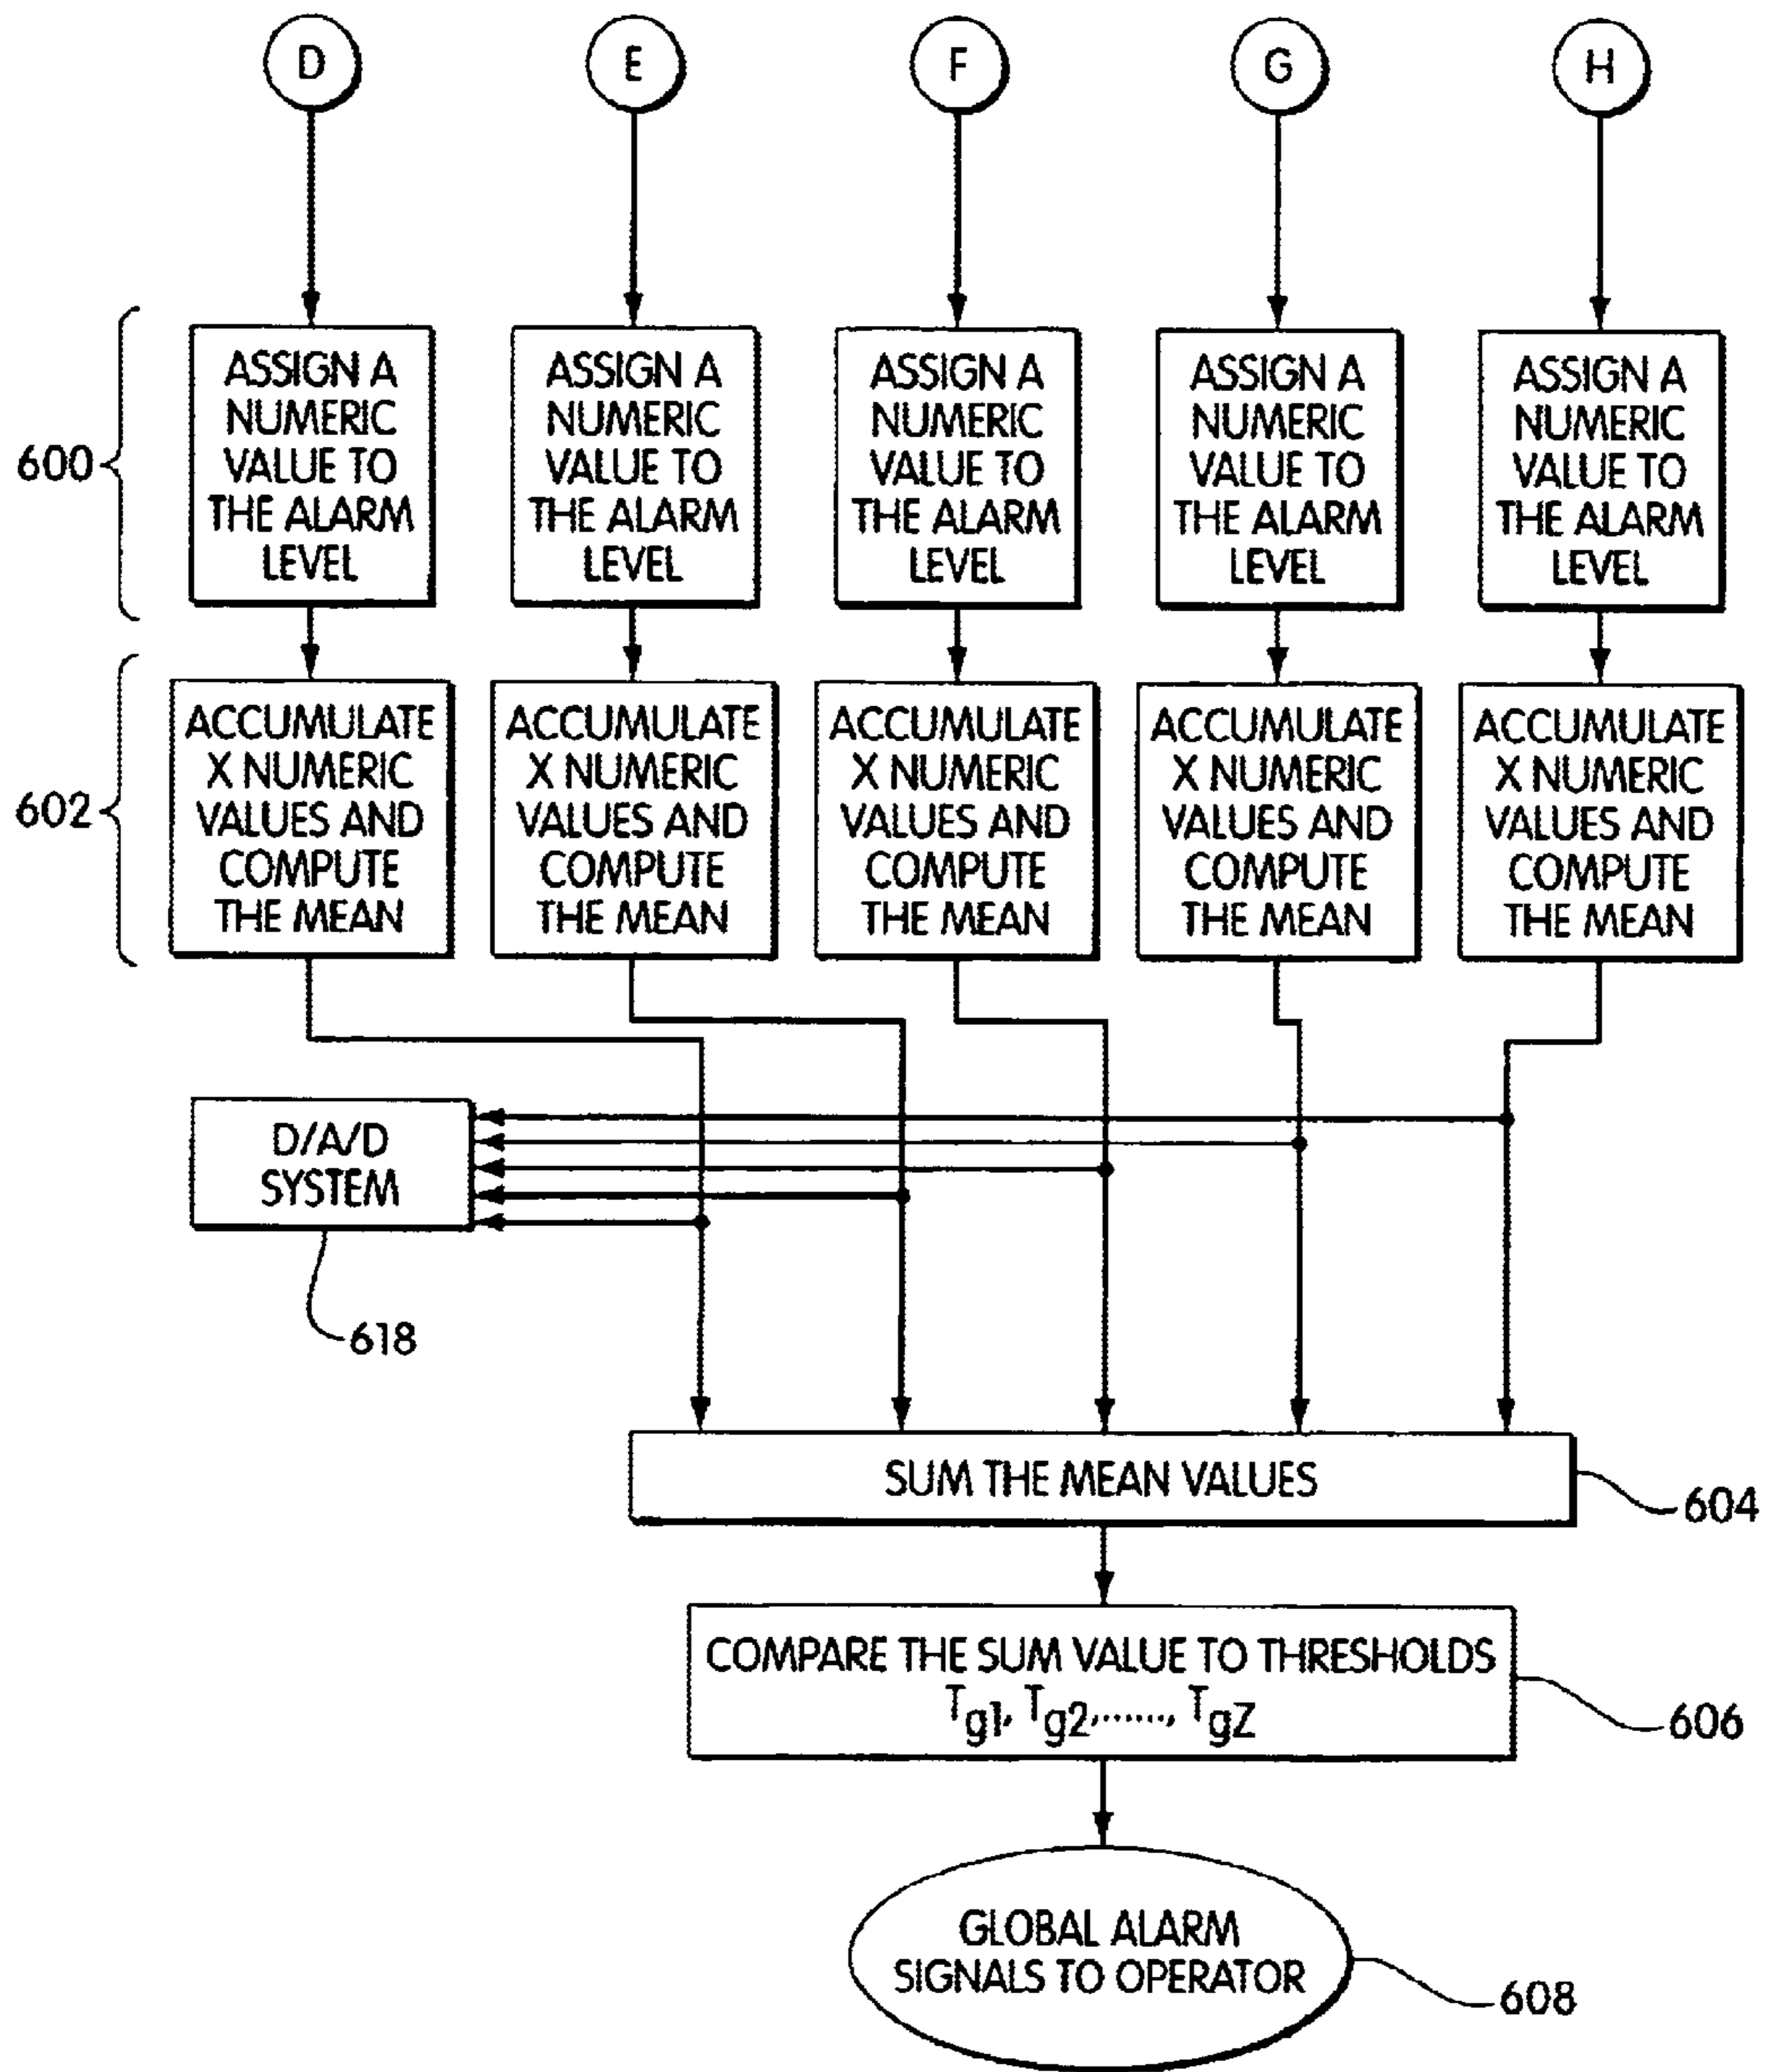 D
E
F
G
H
600
ASSIGN A
NUMERIC
VALUE TO
THE ALARM
LEVEL
ASSIGN A
NUMERIC
VALUE TO
THE ALARM
LEVEL
ASSIGN A
NUMERIC
VALUE TO
THE ALARM
LEVEL
ASSIGN A
NUMERIC
VALUE TO
THE ALARM
LEVEL
ASSIGN A
NUMERIC
VALUE TO
THE ALARM
LEVEL
602
ACCUMULATE
X NUMERIC
VALUES AND
COMPUTE
THE MEAN
ACCUMULATE
X NUMERIC
VALUES AND
COMPUTE
THE MEAN
ACCUMULATE
X NUMERIC
VALUES AND
COMPUTE
THE MEAN
ACCUMULATE
X NUMERIC
VALUES AND
COMPUTE
THE MEAN
ACCUMULATE
X NUMERIC
VALUES AND
COMPUTE
THE MEAN
D/A/D
SYSTEM
618
SUM THE MEAN VALUES
604
COMPARE THE SUM VALUE TO THRESHOLDS
Tg1, Tg2,......, TgZ
606
GLOBAL ALARM
SIGNALS TO OPERATOR
608